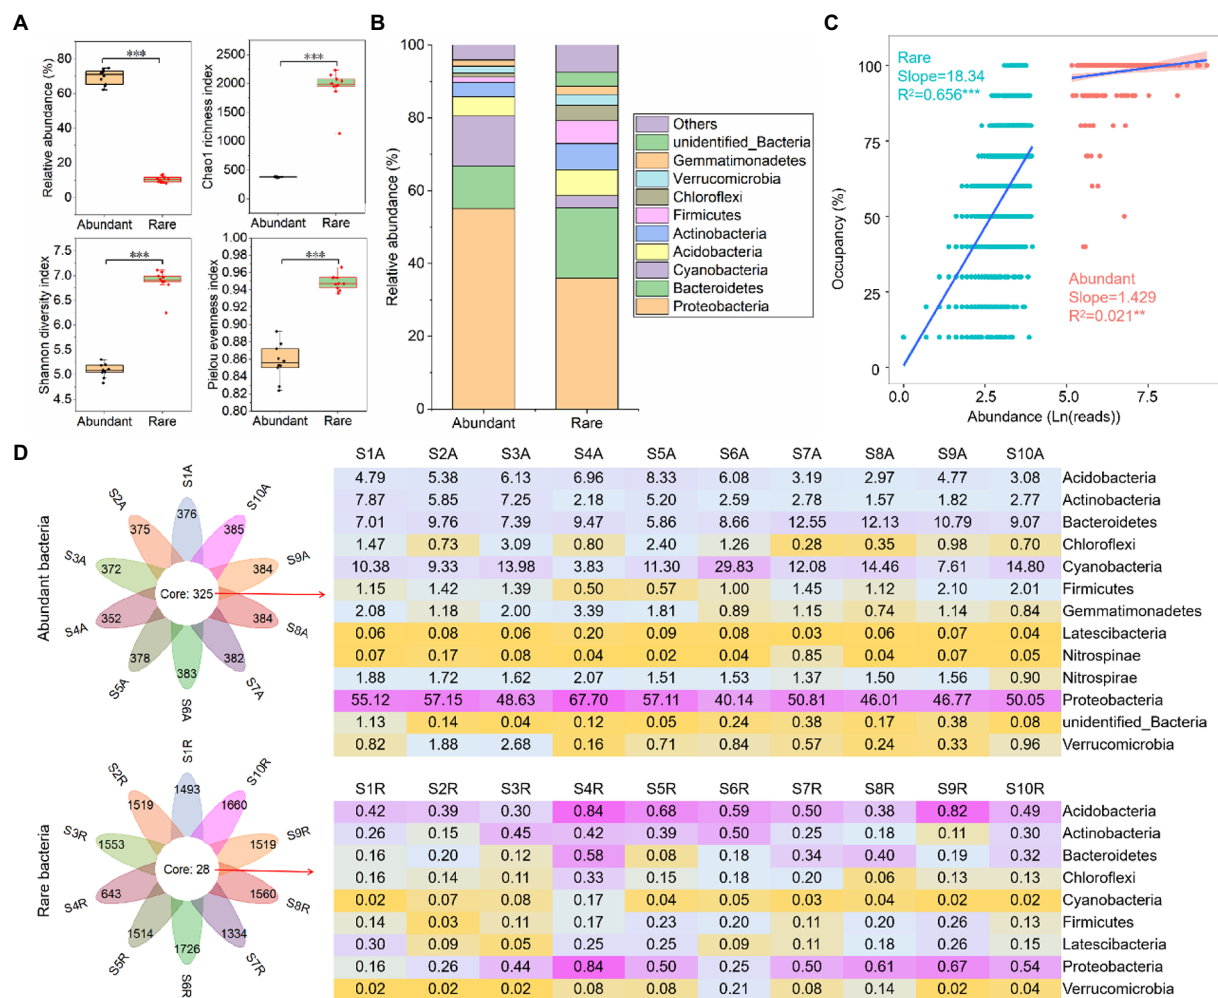 A
Relative abundance (%)
80
60
40
20
10
0
***
Abundant Rare
Chao1 richness index
2500
2000
1500
1000
500
0
***
Abundant Rare
Shannon diversity index
7.5
7.0
6.5
6.0
5.5
5.0
4.5
***
Abundant Rare
Pielou evenness index
1.00
0.98
0.96
0.94
0.92
0.90
0.88
0.86
0.84
0.82
0.80
***
Abundant Rare
B
Relative abundance (%)
100
80
60
40
20
0
Abundant Rare
Others
unidentified_Bacteria
Gemmatimonadetes
Verrucomicrobia
Chloroflexi
Firmicutes
Actinobacteria
Acidobacteria
Cyanobacteria
Bacteroidetes
Proteobacteria
C
Occupancy (%)
100
75
50
25
0
Rare
Slope=18.34
R²=0.656***
Abundant
Slope=1.429
R²=0.021**
0.0 2.5 5.0 7.5
Abundance (Ln(reads))
D
Abundant bacteria
S1A 376
S10A 385
S9A 384
S8A 384
S7A 382
S6A 383
S5A 378
S4A 352
S3A 372
S2A 375
Core: 325
S1A S2A S3A S4A S5A S6A S7A S8A S9A S10A
4.79 5.38 6.13 6.96 8.33 6.08 3.19 2.97 4.77 3.08 Acidobacteria
7.87 5.85 7.25 2.18 5.20 2.59 2.78 1.57 1.82 2.77 Actinobacteria
7.01 9.76 7.39 9.47 5.86 8.66 12.55 12.13 10.79 9.07 Bacteroidetes
1.47 0.73 3.09 0.80 2.40 1.26 0.28 0.35 0.98 0.70 Chloroflexi
10.38 9.33 13.98 3.83 11.30 29.83 12.08 14.46 7.61 14.80 Cyanobacteria
1.15 1.42 1.39 0.50 0.57 1.00 1.45 1.12 2.10 2.01 Firmicutes
2.08 1.18 2.00 3.39 1.81 0.89 1.15 0.74 1.14 0.84 Gemmatimonadetes
0.06 0.08 0.06 0.20 0.09 0.08 0.03 0.06 0.07 0.04 Latescibacteria
0.07 0.17 0.08 0.04 0.02 0.04 0.85 0.04 0.07 0.05 Nitrospinae
1.88 1.72 1.62 2.07 1.51 1.53 1.37 1.50 1.56 0.90 Nitrospirae
55.12 57.15 48.63 67.70 57.11 40.14 50.81 46.01 46.77 50.05 Proteobacteria
1.13 0.14 0.04 0.12 0.05 0.24 0.38 0.17 0.38 0.08 unidentified_Bacteria
0.82 1.88 2.68 0.16 0.71 0.84 0.57 0.24 0.33 0.96 Verrucomicrobia
Rare bacteria
S1R 1493
S10R 1660
S9R 1519
S8R 1560
S7R 1334
S6R 1726
S5R 1514
S4R 643
S3R 1553
S2R 1519
Core: 28
S1R S2R S3R S4R S5R S6R S7R S8R S9R S10R
0.42 0.39 0.30 0.84 0.68 0.59 0.50 0.38 0.82 0.49 Acidobacteria
0.26 0.15 0.45 0.42 0.39 0.50 0.25 0.18 0.11 0.30 Actinobacteria
0.16 0.20 0.12 0.58 0.08 0.18 0.34 0.40 0.19 0.32 Bacteroidetes
0.16 0.14 0.11 0.33 0.15 0.18 0.20 0.06 0.13 0.13 Chloroflexi
0.02 0.07 0.08 0.17 0.04 0.05 0.03 0.04 0.02 0.02 Cyanobacteria
0.14 0.03 0.11 0.17 0.23 0.20 0.11 0.20 0.26 0.13 Firmicutes
0.30 0.09 0.05 0.25 0.25 0.09 0.11 0.18 0.26 0.15 Latescibacteria
0.16 0.26 0.44 0.84 0.50 0.25 0.50 0.61 0.67 0.54 Proteobacteria
0.02 0.02 0.02 0.08 0.08 0.21 0.08 0.14 0.02 0.04 Verrucomicrobia